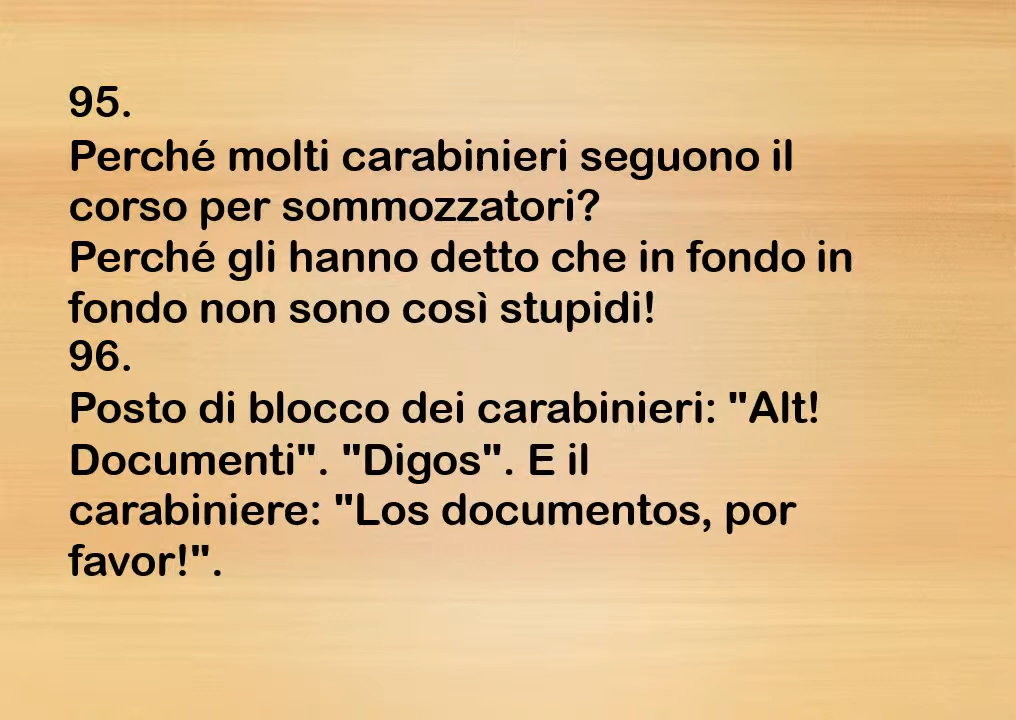 95.
Perché molti carabinieri seguono il
corso per sommozzatori?
Perché gli hanno detto che in fondo in
fondo non sono così stupidi!
96.
Posto di blocco dei carabinieri: "Alt!
Documenti". "Digos". E il
carabiniere: "Los documentos, por
favor!".